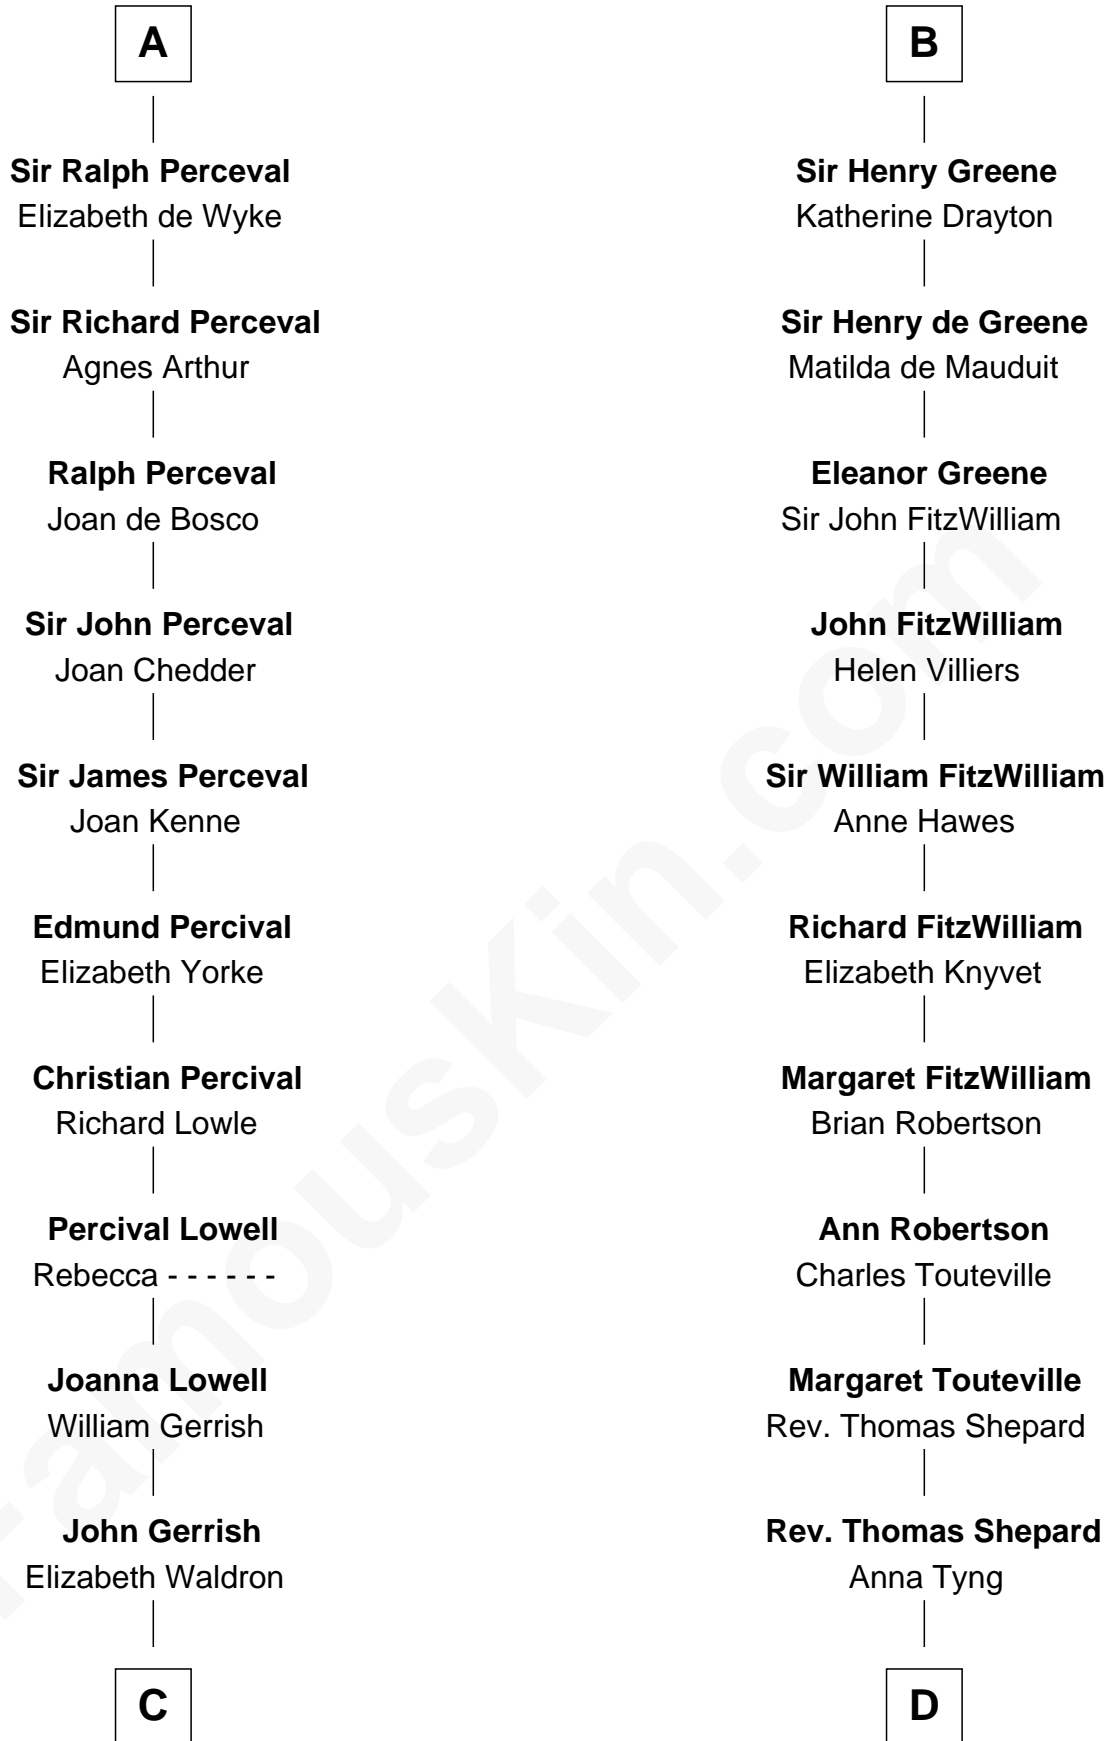 A
Sir Ralph Perceval
Elizabeth de Wyke
Sir Richard Perceval
Agnes Arthur
Ralph Perceval
Joan de Bosco
Sir John Perceval
Joan Chedder
Sir James Perceval
Joan Kenne
Edmund Percival
Elizabeth Yorke
Christian Percival
Richard Lowle
Percival Lowell
Rebecca - - - - - -
Joanna Lowell
William Gerrish
John Gerrish
Elizabeth Waldron
C
B
Sir Henry Greene
Katherine Drayton
Sir Henry de Greene
Matilda de Mauduit
Eleanor Greene
Sir John FitzWilliam
John FitzWilliam
Helen Villiers
Sir William FitzWilliam
Anne Hawes
Richard FitzWilliam
Elizabeth Knyvet
Margaret FitzWilliam
Brian Robertson
Ann Robertson
Charles Touteville
Margaret Touteville
Rev. Thomas Shepard
Rev. Thomas Shepard
Anna Tyng
D
FamousKin.com